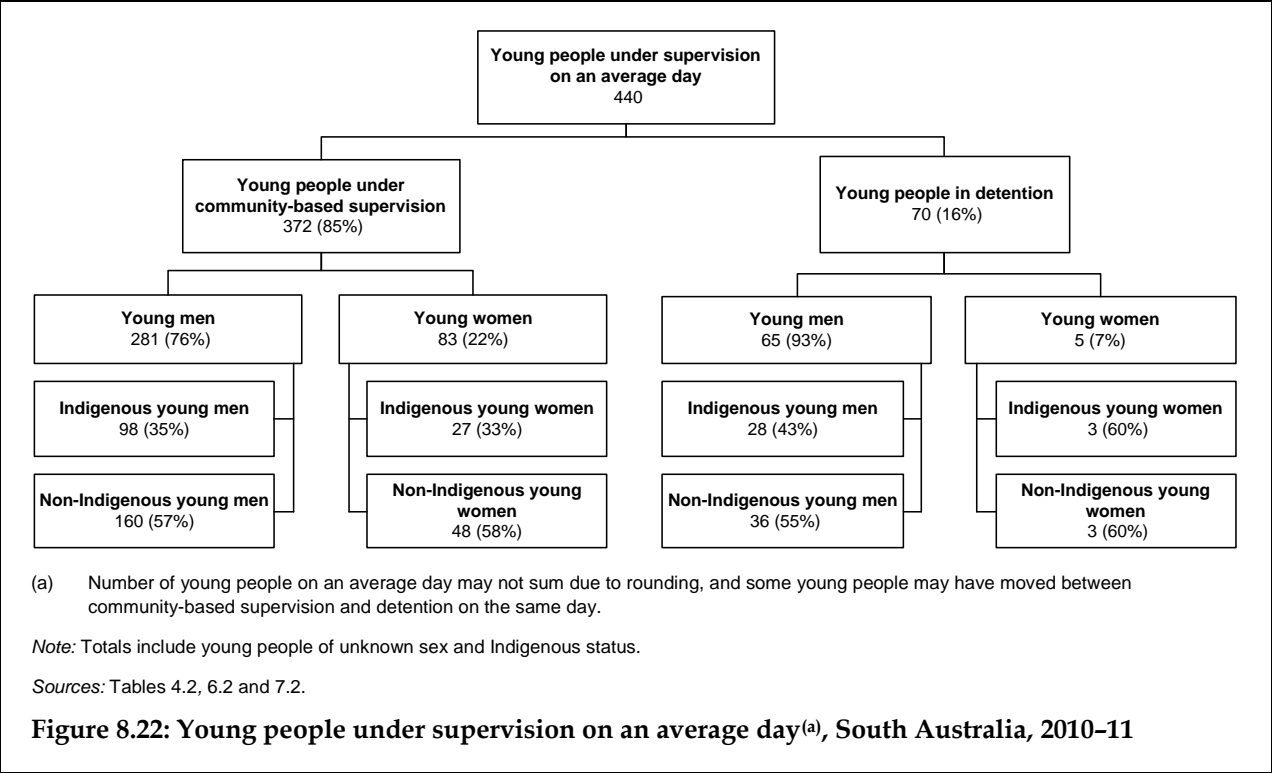 Young people under supervision
on an average day
440
Young people under
community-based supervision
372 (85%)
Young people in detention
70 (16%)
Young men
281 (76%)
Young women
83 (22%)
Young men
65 (93%)
Young women
5 (7%)
Indigenous young men
98 (35%)
Indigenous young women
27 (33%)
Indigenous young men
28 (43%)
Indigenous young women
3 (60%)
Non-Indigenous young men
160 (57%)
Non-Indigenous young
women
48 (58%)
Non-Indigenous young men
36 (55%)
Non-Indigenous young
women
3 (60%)
(a) Number of young people on an average day may not sum due to rounding, and some young people may have moved between
community-based supervision and detention on the same day.
Note: Totals include young people of unknown sex and Indigenous status.
Sources: Tables 4.2, 6.2 and 7.2.
Figure 8.22: Young people under supervision on an average day(a), South Australia, 2010–11